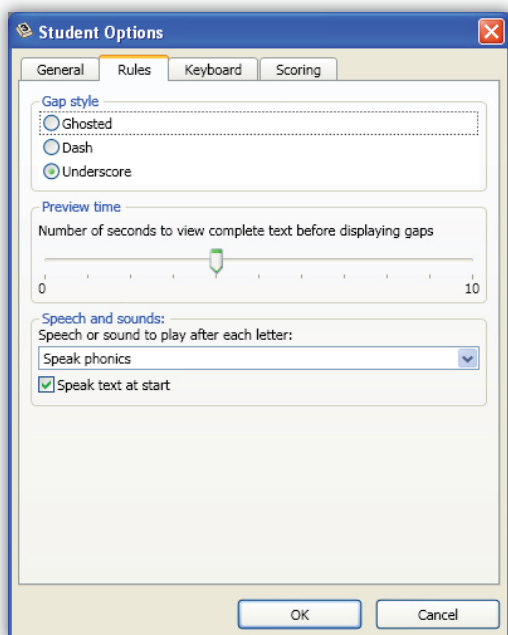 Student Options
General Rules Keyboard Scoring
Gap style
Ghosted
Dash
Underscore
Preview time
Number of seconds to view complete text before displaying gaps
0 10
Speech and sounds:
Speech or sound to play after each letter:
Speak phonics
Speak text at start
OK Cancel